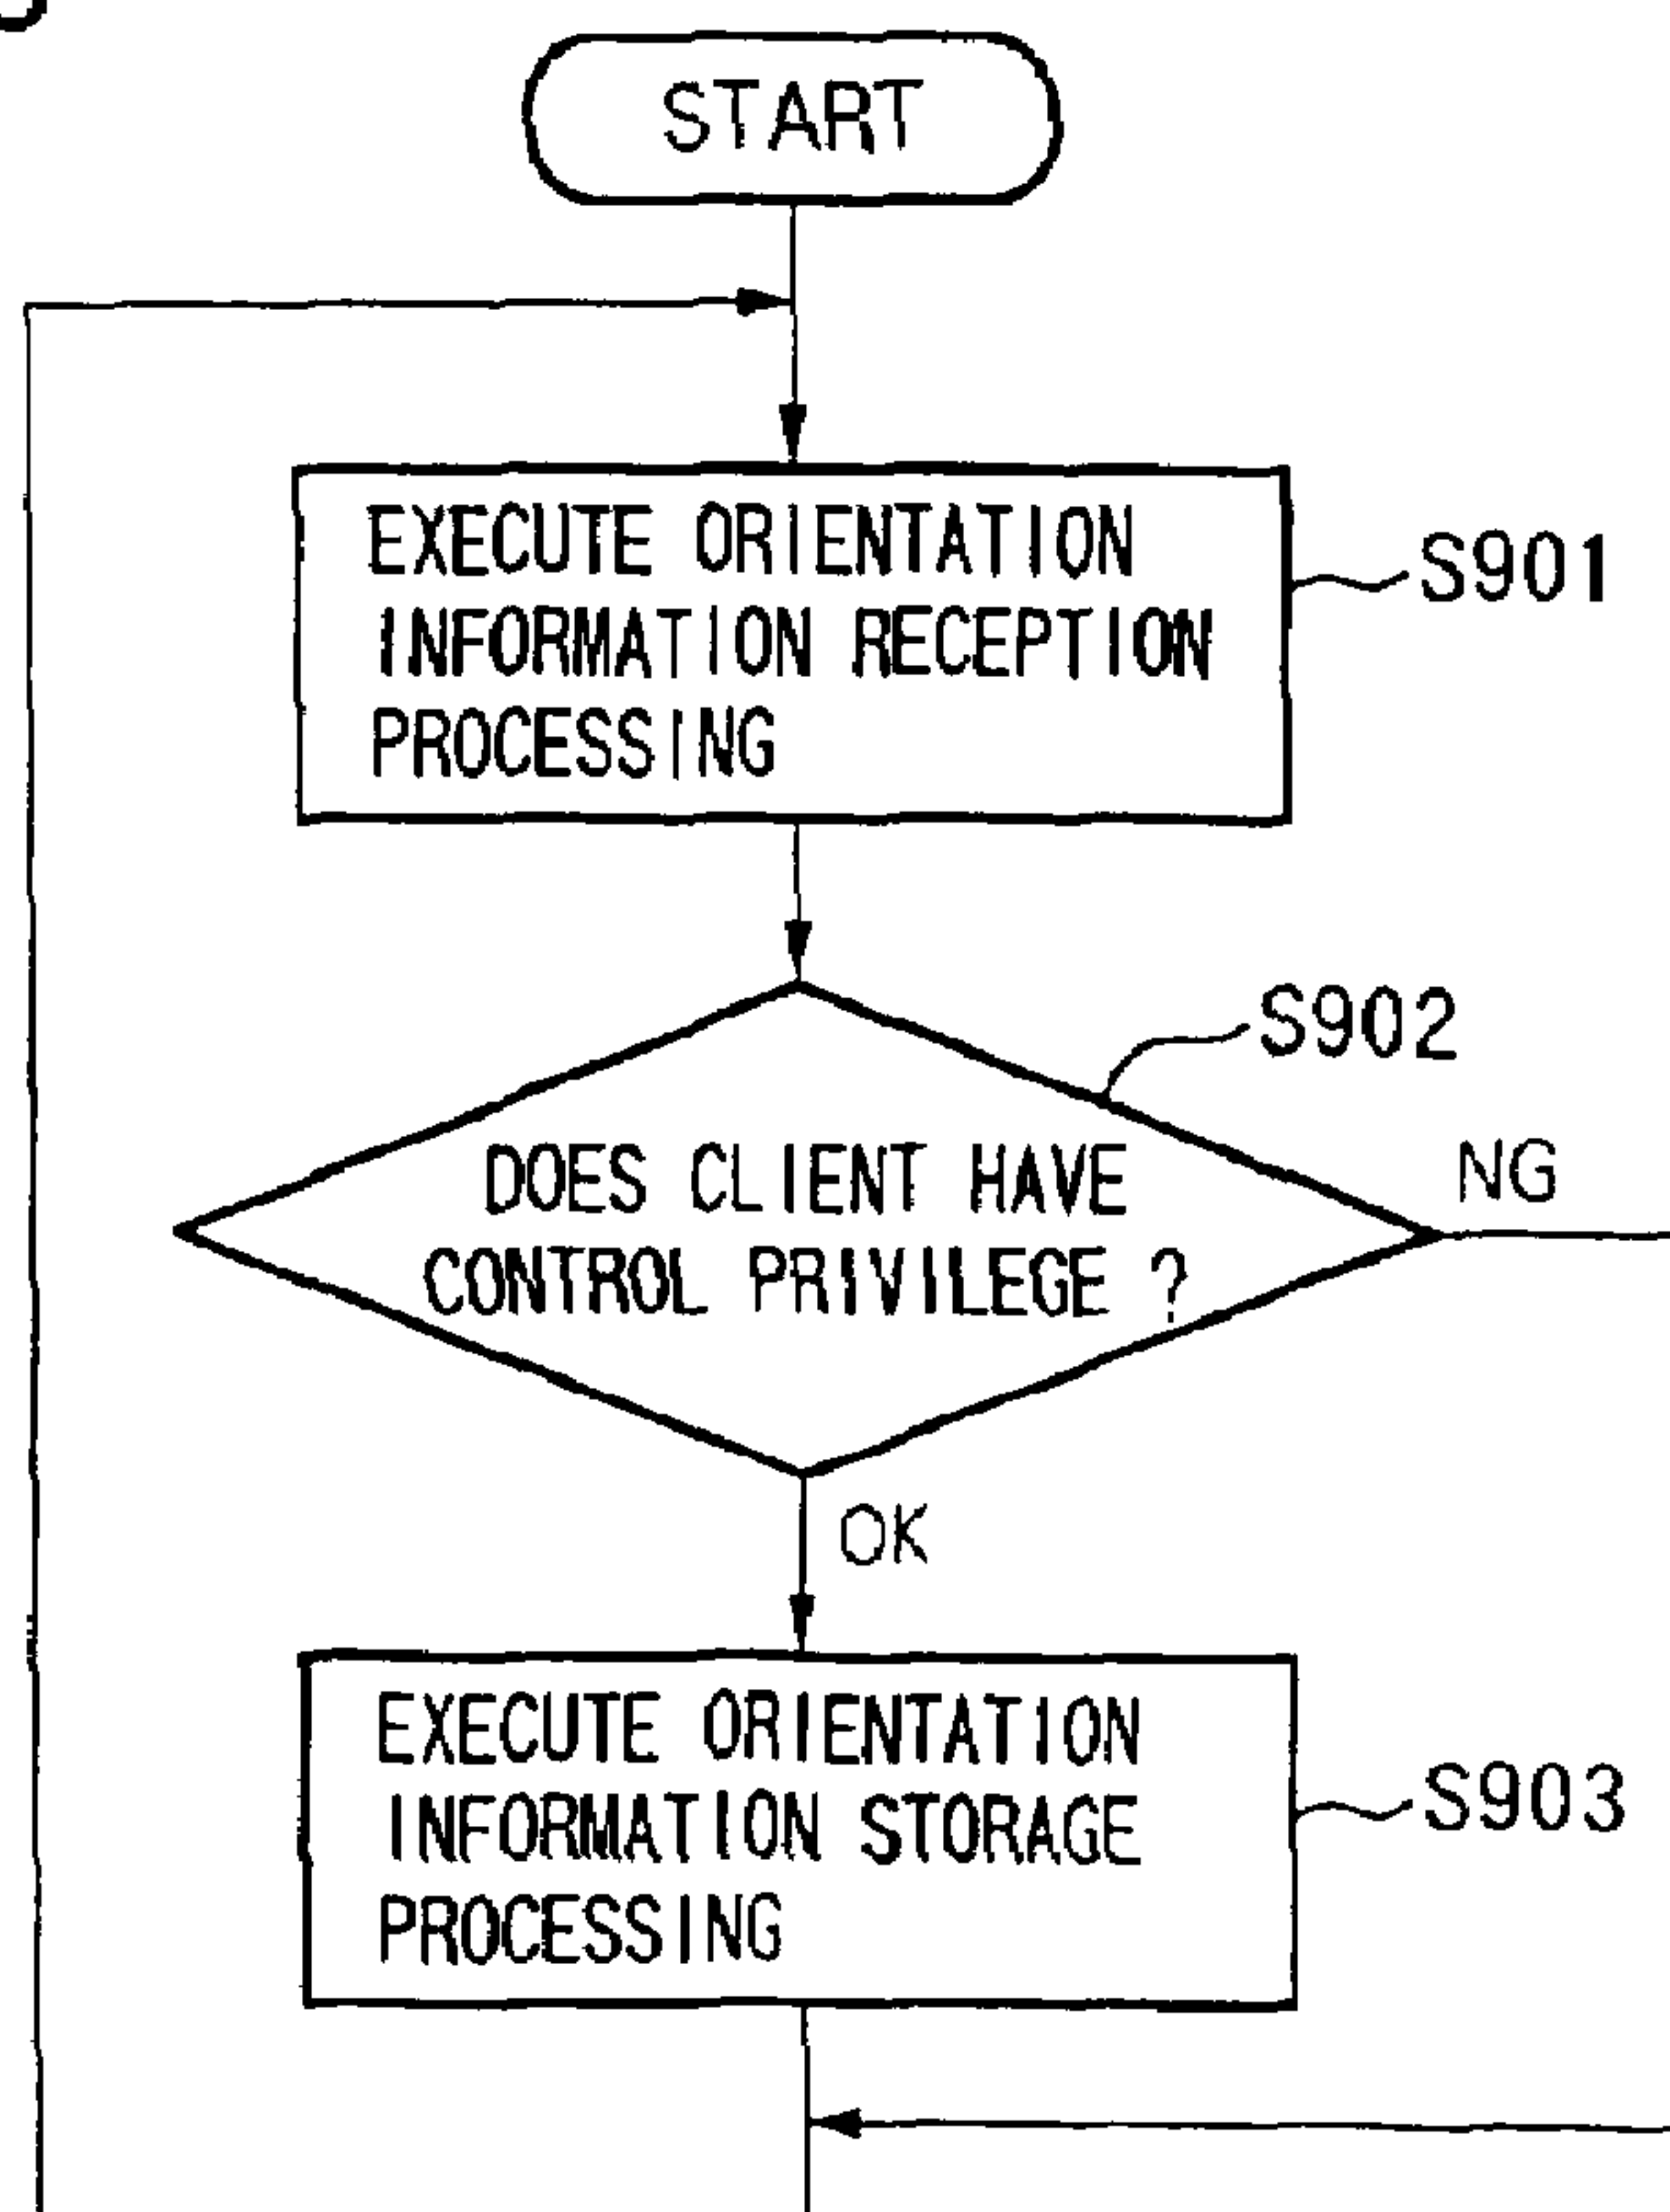 START
EXECUTE ORIENTATION
INFORMATION RECEPTION
PROCESSING
S901
S902
DOES CLIENT HAVE
CONTROL PRIVILEGE ?
NG
OK
EXECUTE ORIENTATION
INFORMATION STORAGE
PROCESSING
S903